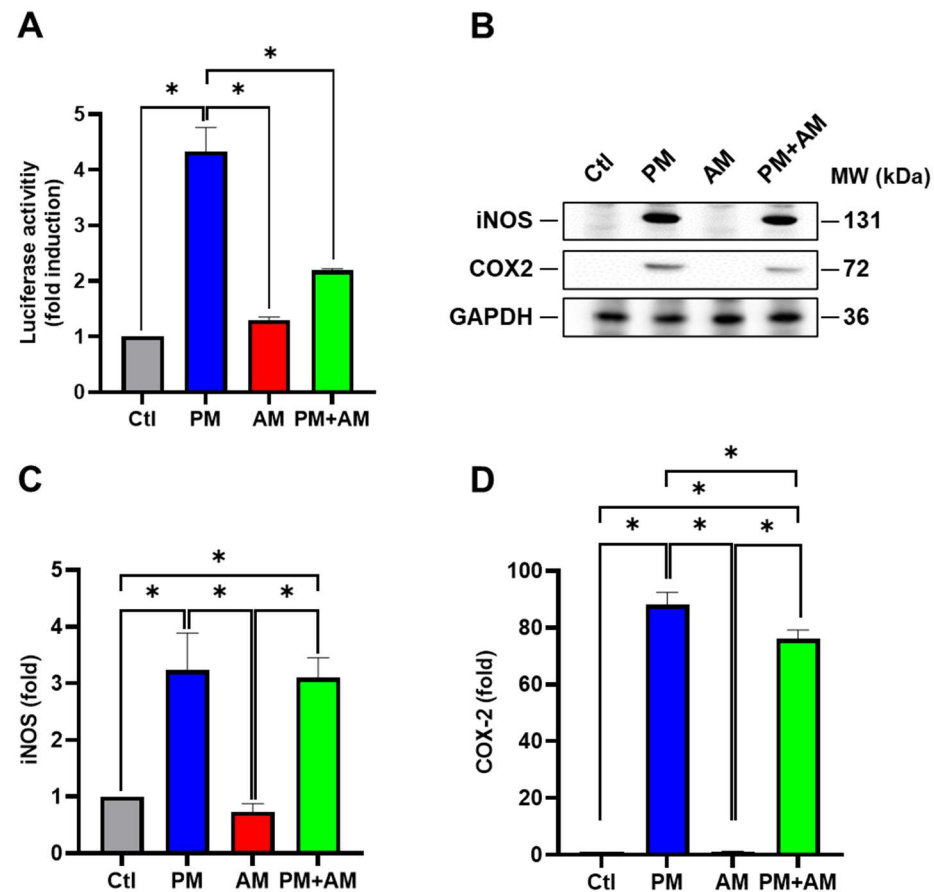 A
* * *
Luciferase activitiy
(fold induction)
5
4
3
2
1
0
Ctl PM AM PM+AM
B
Ctl PM AM PM+AM MW (kDa)
iNOS 131
COX2 72
GAPDH 36
C
*
* * *
iNOS (fold)
5
4
3
2
1
0
Ctl PM AM PM+AM
D
*
*
* * *
COX-2 (fold)
100
80
60
40
20
0
Ctl PM AM PM+AM